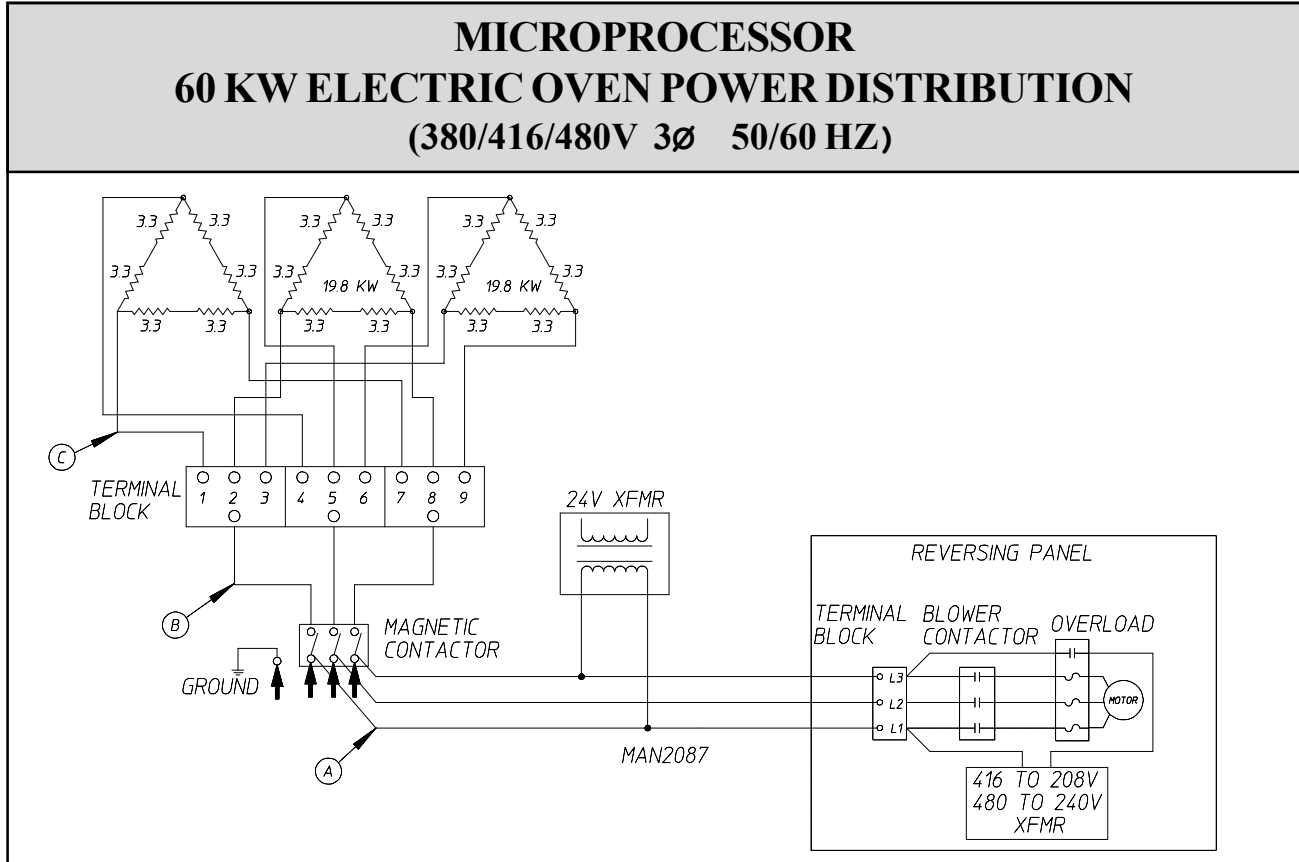 MICROPROCESSOR
60 KW ELECTRIC OVEN POWER DISTRIBUTION
(380/416/480V 3Ø 50/60 HZ)
3.3 3.3 3.3 3.3 3.3 3.3
3.3 3.3 3.3 3.3 3.3 3.3
19.8 KW 19.8 KW
3.3 3.3 3.3 3.3 3.3 3.3
C
TERMINAL
BLOCK
1 2 3 4 5 6 7 8 9
24V XFMR
REVERSING PANEL
B
MAGNETIC
CONTACTOR
TERMINAL
BLOCK
BLOWER
CONTACTOR
OVERLOAD
GROUND
L3
L2
L1
MOTOR
A
MAN2087
416 TO 208V
480 TO 240V
XFMR